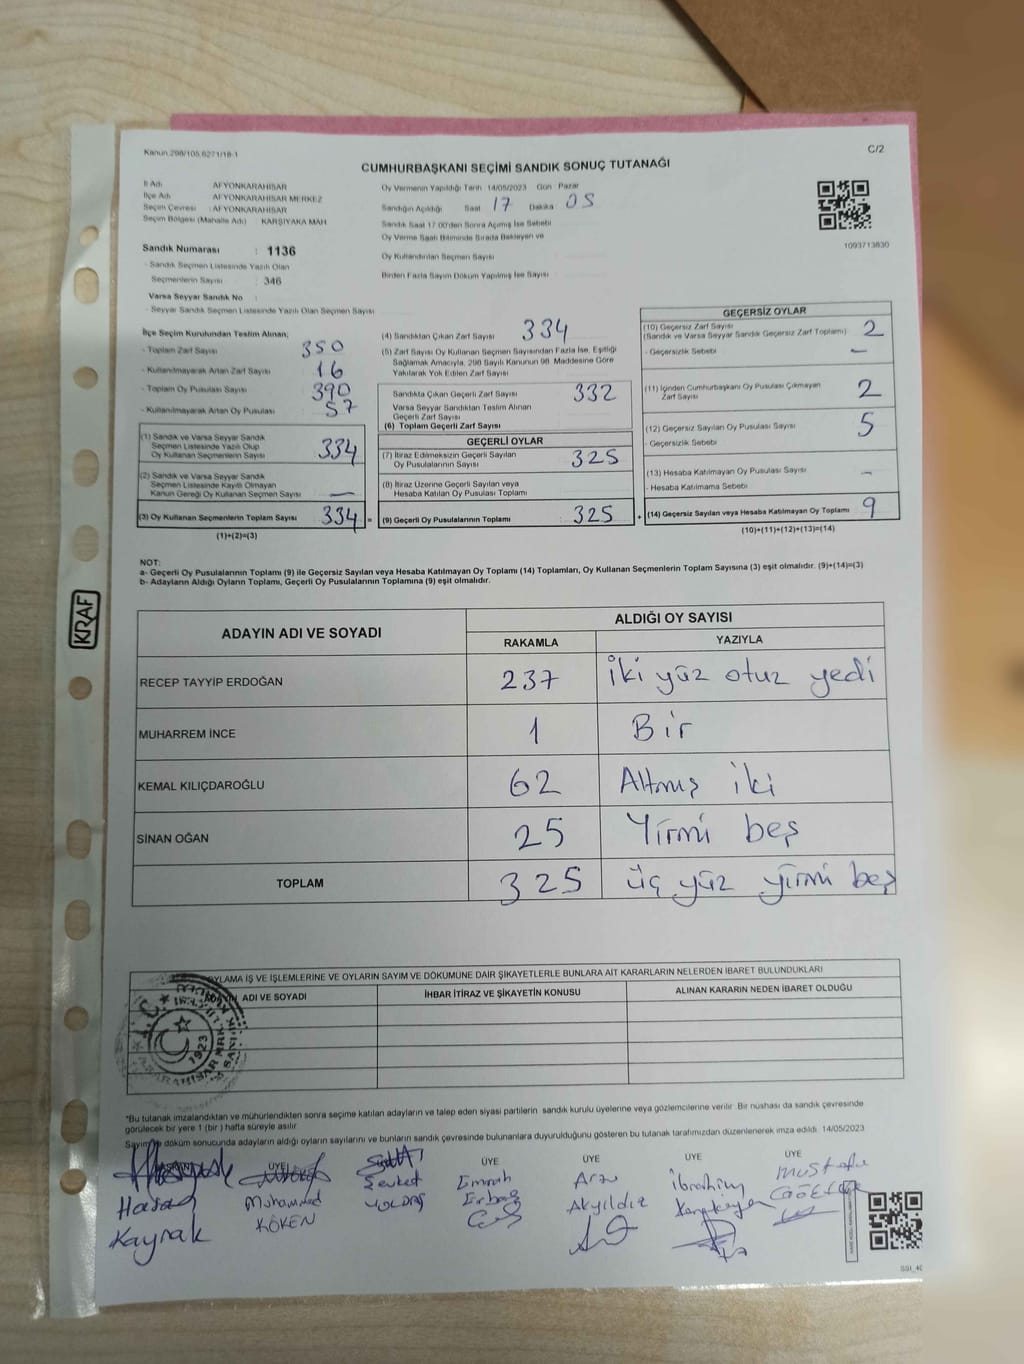 Kanun:298/105,6271/18-1
C/2
CUMHURBAŞKANI SEÇİMİ SANDIK SONUÇ TUTANAĞI
İl Adı : AFYONKARAHİSAR
İlçe Adı : AFYONKARAHİSAR MERKEZ
Seçim Çevresi : AFYONKARAHİSAR
Seçim Bölgesi (Mahalle Adı) : KARŞIYAKA MAH
Sandık Numarası : 1136
- Sandık Seçmen Listesinde Yazılı Olan
Seçmenlerin Sayısı : 346
Varsa Seyyar Sandık No :
- Seyyar Sandık Seçmen Listesinde Yazılı Olan Seçmen Sayısı
Oy Vermenin Yapıldığı Tarih :14/05/2023 Gün : Pazar
Sandığın Açıldığı Saat 17 Dakika 05
Sandık Saat 17:00'den Sonra Açılmış İse Sebebi
Oy Verme Saati Bitiminde Sırada Bekleyen ve
Oy Kullandırılan Seçmen Sayısı
Birden Fazla Sayım Döküm Yapılmış İse Sayısı
1093713630
İlçe Seçim Kurulundan Teslim Alınan;
- Toplam Zarf Sayısı 350
- Kullanılmayarak Artan Zarf Sayısı 16
- Toplam Oy Pusulası Sayısı 390
- Kullanılmayarak Artan Oy Pusulası 57
(1) Sandık ve Varsa Seyyar Sandık
Seçmen Listesinde Yazılı Olup
Oy Kullanan Seçmenlerin Sayısı 334
(2) Sandık ve Varsa Seyyar Sandık
Seçmen Listesinde Kayıtlı Olmayan
Kanun Gereği Oy Kullanan Seçmen Sayısı —
(3) Oy Kullanan Seçmenlerin Toplam Sayısı 334 =
(1)+(2)=(3)
(4) Sandıktan Çıkan Zarf Sayısı 334
(5) Zarf Sayısı Oy Kullanan Seçmen Sayısından Fazla İse, Eşitliği
Sağlamak Amacıyla, 298 Sayılı Kanunun 98. Maddesine Göre
Yakılarak Yok Edilen Zarf Sayısı
Sandıkta Çıkan Geçerli Zarf Sayısı 332
Varsa Seyyar Sandıktan Teslim Alınan
Geçerli Zarf Sayısı
(6) Toplam Geçerli Zarf Sayısı
GEÇERLİ OYLAR
(7) İtiraz Edilmeksizin Geçerli Sayılan
Oy Pusulalarının Sayısı 325
(8) İtiraz Üzerine Geçerli Sayılan veya
Hesaba Katılan Oy Pusulası Toplamı
(9) Geçerli Oy Pusulalarının Toplamı 325 +
GEÇERSİZ OYLAR
(10) Geçersiz Zarf Sayısı
(Sandık ve Varsa Seyyar Sandık Geçersiz Zarf Toplamı) 2
- Geçersizlik Sebebi —
(11) İçinden Cumhurbaşkanı Oy Pusulası Çıkmayan
Zarf Sayısı 2
(12) Geçersiz Sayılan Oy Pusulası Sayısı 5
- Geçersizlik Sebebi
(13) Hesaba Katılmayan Oy Pusulası Sayısı —
- Hesaba Katılmama Sebebi
(14) Geçersiz Sayılan veya Hesaba Katılmayan Oy Toplamı 9
(10)+(11)+(12)+(13)=(14)
NOT:
a- Geçerli Oy Pusulalarının Toplamı (9) ile Geçersiz Sayılan veya Hesaba Katılmayan Oy Toplamı (14) Toplamları, Oy Kullanan Seçmenlerin Toplam Sayısına (3) eşit olmalıdır. (9)+(14)=(3)
b- Adayların Aldığı Oyların Toplamı, Geçerli Oy Pusulalarının Toplamına (9) eşit olmalıdır.
KRAF
ADAYIN ADI VE SOYADI
ALDIĞI OY SAYISI
RAKAMLA YAZIYLA
RECEP TAYYİP ERDOĞAN 237 iki yüz otuz yedi
MUHARREM İNCE 1 Bir
KEMAL KILIÇDAROĞLU 62 Altmış iki
SİNAN OĞAN 25 Yirmi beş
TOPLAM 325 üç yüz yirmi beş
OYLAMA İŞ VE İŞLEMLERİNE VE OYLARIN SAYIM VE DÖKÜMÜNE DAİR ŞİKAYETLERLE BUNLARA AİT KARARLARIN NELERDEN İBARET BULUNDUKLARI
ADI VE SOYADI
İHBAR İTİRAZ VE ŞİKAYETİN KONUSU
ALINAN KARARIN NEDEN İBARET OLDUĞU
T.C.
1923
*Bu tutanak imzalandıktan ve mühürlendikten sonra seçime katılan adayların ve talep eden siyasi partilerin sandık kurulu üyelerine veya gözlemcilerine verilir. Bir nüshası da sandık çevresinde
görülecek bir yere 1 (bir) hafta süreyle asılır.
Sayım ve döküm sonucunda adayların aldığı oyların sayılarını ve bunların sandık çevresinde bulunanlara duyurulduğunu gösteren bu tutanak tarafımızdan düzenlenerek imza edildi. 14/05/2023
BAŞKAN ÜYE ÜYE ÜYE ÜYE ÜYE
Hasan Kaynak
Muhammed KÖKEN
Şevket
Emrah Erbaş
Arzu Akyıldız
İbrahim
Mustafa